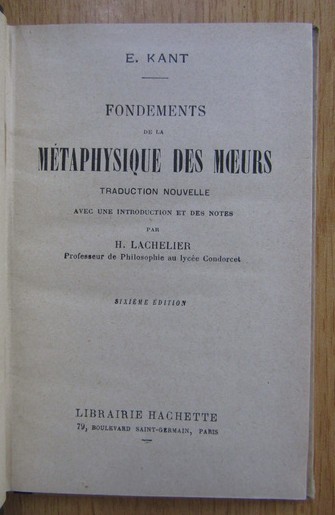 E. KANT
FONDEMENTS
DE LA
MÉTAPHYSIQUE DES MŒURS
TRADUCTION NOUVELLE
AVEC UNE INTRODUCTION ET DES NOTES
PAR
H. LACHELIER
Professeur de Philosophie au lycée Condorcet
SIXIÈME ÉDITION
LIBRAIRIE HACHETTE
79, BOULEVARD SAINT-GERMAIN, PARIS